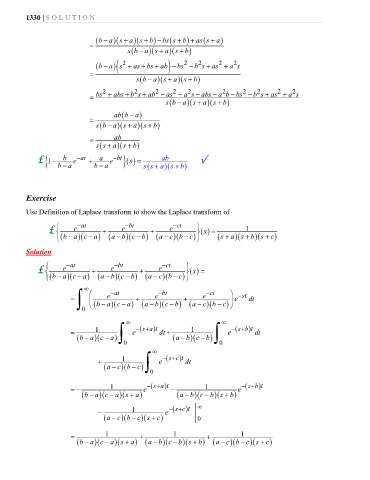 1330 | SOLUTION
= \frac{(b-a)(s+a)(s+b)-bs(s+b)+as(s+a)}{s(b-a)(s+a)(s+b)}
= \frac{(b-a)(s^2+as+bs+ab)-bs^2-b^2s+as^2+a^2s}{s(b-a)(s+a)(s+b)}
= \frac{bs^2+abs+b^2s+ab^2-as^2-a^2s-abs-a^2b-bs^2-b^2s+as^2+a^2s}{s(b-a)(s+a)(s+b)}
= \frac{ab(b-a)}{s(b-a)(s+a)(s+b)}
= \frac{ab}{s(s+a)(s+b)}
£\left\{1-\frac{b}{b-a}e^{-at}+\frac{a}{b-a}e^{-bt}\right\}(s)=\frac{ab}{s(s+a)(s+b)} ✓
Exercise
Use Definition of Laplace transform to show the Laplace transform of
£\left\{\frac{e^{-at}}{(b-a)(c-a)}+\frac{e^{-bt}}{(a-b)(c-b)}+\frac{e^{-ct}}{(a-c)(b-c)}\right\}(s)=\frac{1}{(s+a)(s+b)(s+c)}
Solution
£\left\{\frac{e^{-at}}{(b-a)(c-a)}+\frac{e^{-bt}}{(a-b)(c-b)}+\frac{e^{-ct}}{(a-c)(b-c)}\right\}(s)=
= \int_0^\infty \left(\frac{e^{-at}}{(b-a)(c-a)}+\frac{e^{-bt}}{(a-b)(c-b)}+\frac{e^{-ct}}{(a-c)(b-c)}\right)e^{-st}dt
= \frac{1}{(b-a)(c-a)}\int_0^\infty e^{-(s+a)t}dt+\frac{1}{(a-b)(c-b)}\int_0^\infty e^{-(s+b)t}dt
+ \frac{1}{(a-c)(b-c)}\int_0^\infty e^{-(s+c)t}dt
= -\frac{1}{(b-a)(c-a)(s+a)}e^{-(s+a)t}-\frac{1}{(a-b)(c-b)(s+b)}e^{-(s+b)t}
- \frac{1}{(a-c)(b-c)(s+c)}e^{-(s+c)t}\Big|_0^\infty
= \frac{1}{(b-a)(c-a)(s+a)}+\frac{1}{(a-b)(c-b)(s+b)}+\frac{1}{(a-c)(b-c)(s+c)}